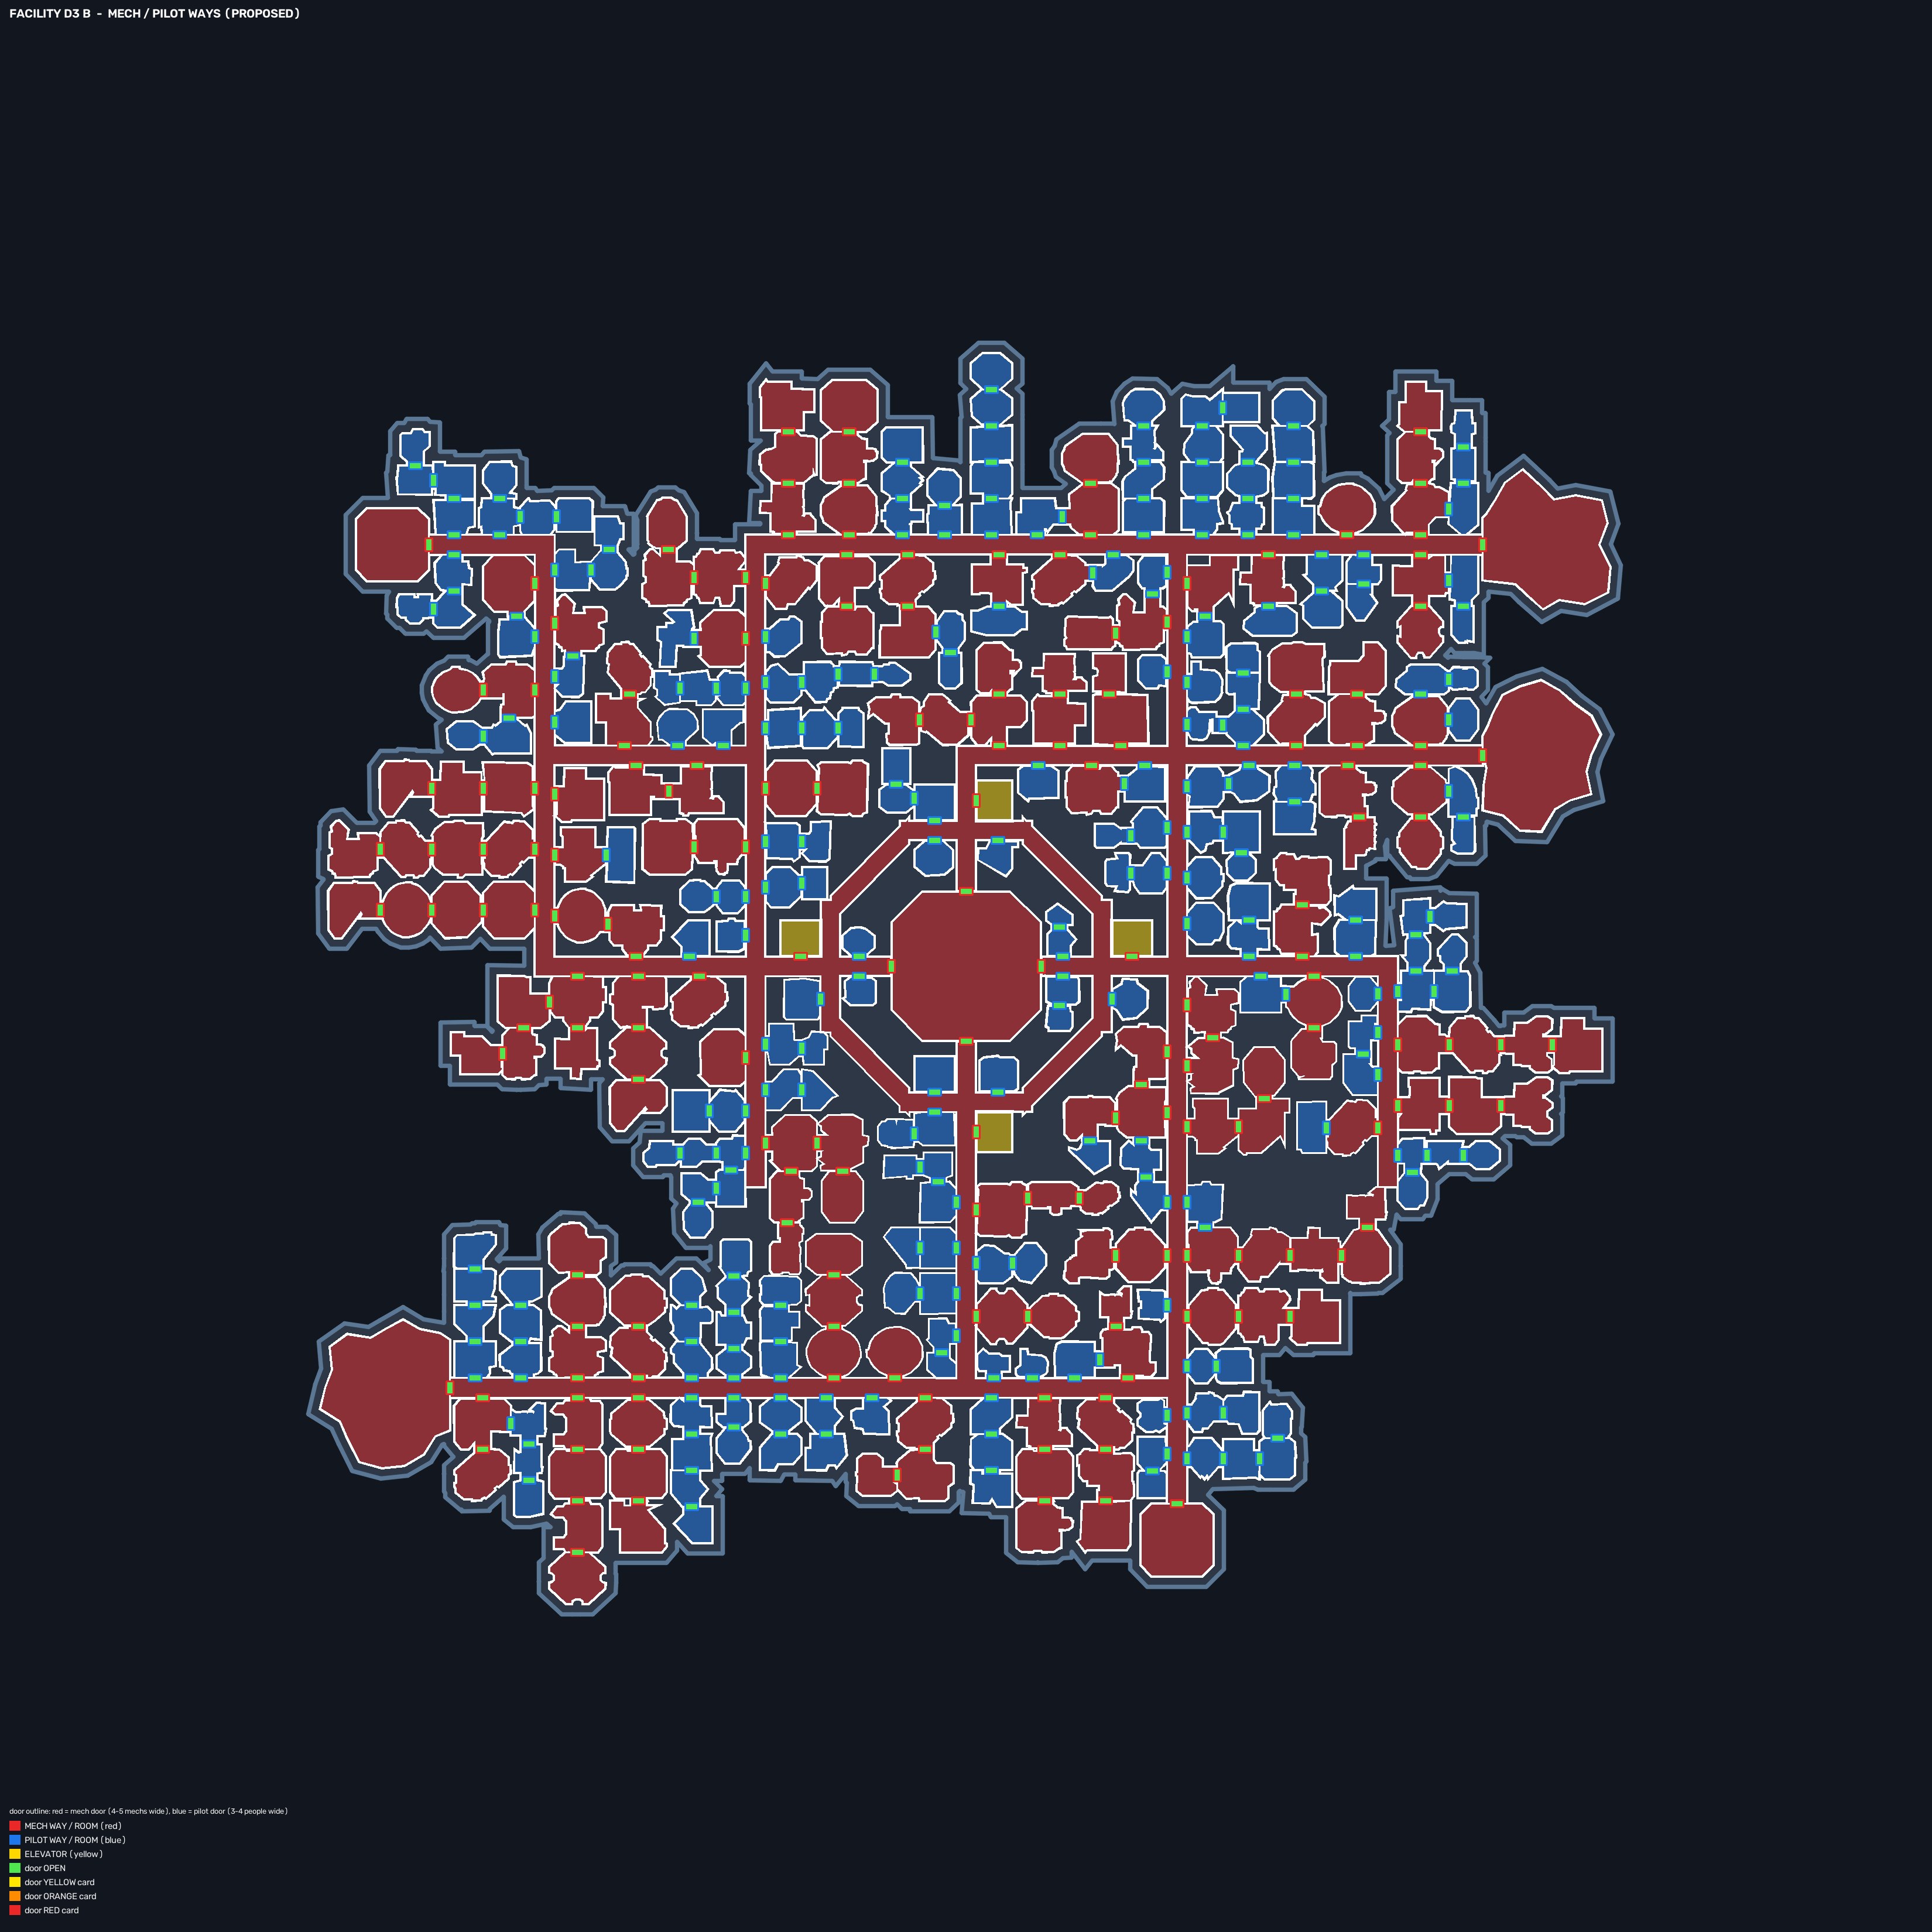 FACILITY D3 B - MECH / PILOT WAYS (PROPOSED)
door outline: red = mech door (4-5 mechs wide), blue = pilot door (3-4 people wide)
MECH WAY / ROOM (red)
PILOT WAY / ROOM (blue)
ELEVATOR (yellow)
door OPEN
door YELLOW card
door ORANGE card
door RED card